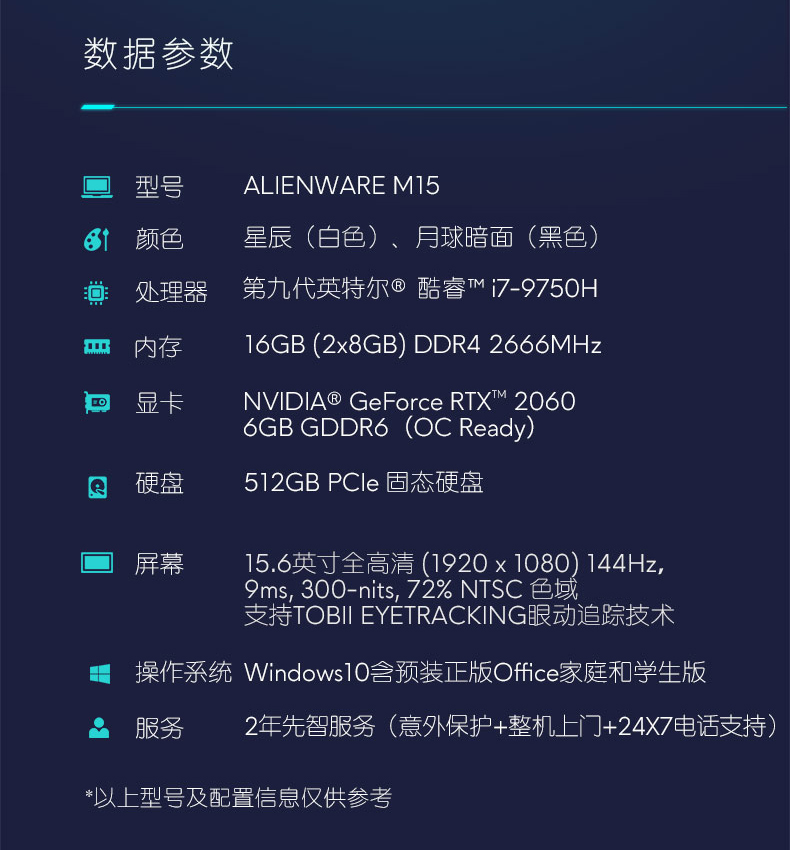 数据参数
型号 ALIENWARE M15
颜色 星辰（白色）、月球暗面（黑色）
处理器 第九代英特尔® 酷睿™ i7-9750H
内存 16GB (2x8GB) DDR4 2666MHz
显卡 NVIDIA® GeForce RTX™ 2060
6GB GDDR6（OC Ready）
硬盘 512GB PCIe 固态硬盘
屏幕 15.6英寸全高清 (1920 x 1080) 144Hz,
9ms, 300-nits, 72% NTSC 色域
支持TOBII EYETRACKING眼动追踪技术
操作系统 Windows10含预装正版Office家庭和学生版
服务 2年先智服务（意外保护+整机上门+24X7电话支持）
*以上型号及配置信息仅供参考